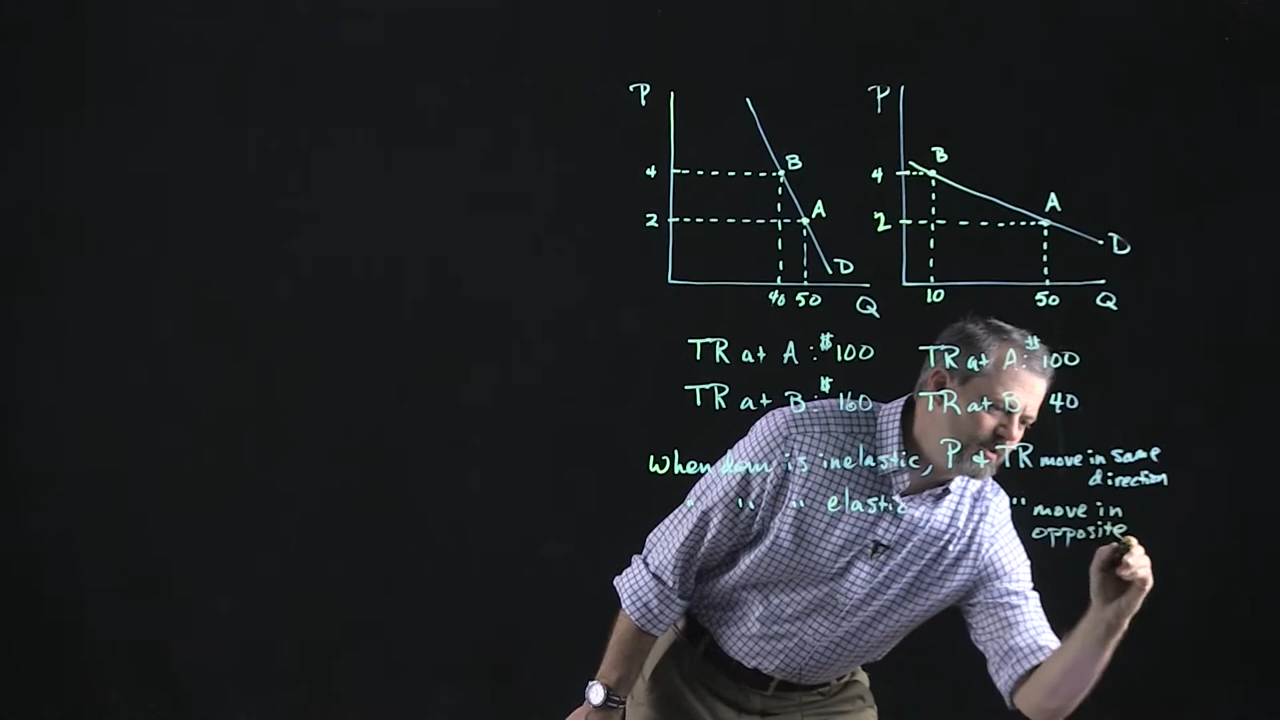 P
B
4
A
2
D
40 50 Q
P
B
4
A
2
D
10 50 Q
TR at A: $100
TR at B: $160
TR at A: $100
TR at B 40
When dem is inelastic, P & TR move in same
direction
" " " elastic " move in
opposite